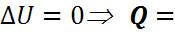 ΔU = 0⇒ Q =